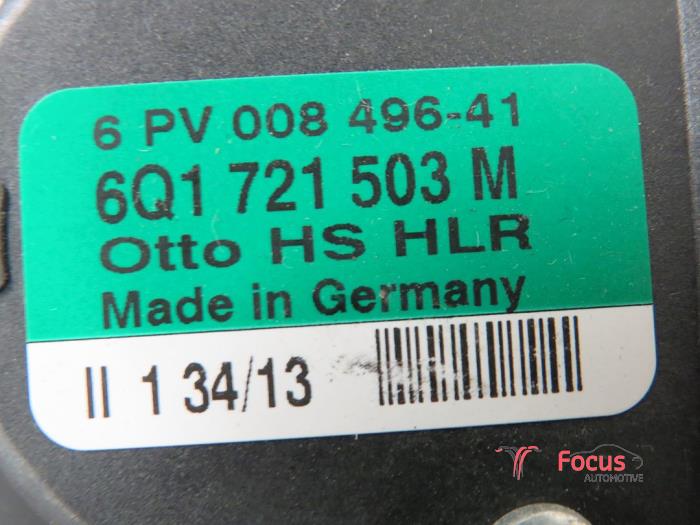 6 PV 008 496-41
6Q1 721 503 M
Otto HS HLR
Made in Germany
II 1 34/13
Focus
AUTOMOTIVE